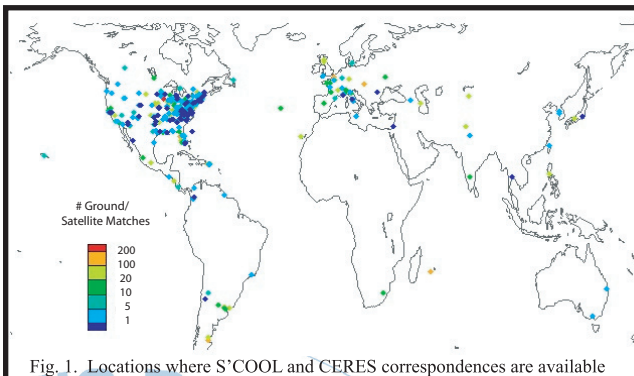 # Ground/
Satellite Matches
200
100
20
10
5
1
Fig. 1. Locations where S'COOL and CERES correspondences are available